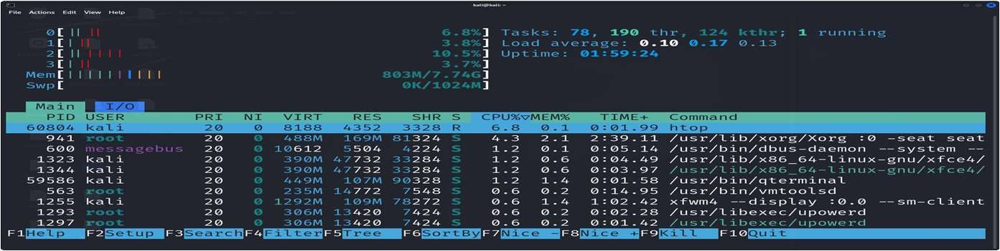 kali@kali: ~
File Actions Edit View Help
0[|| || 6.8%] Tasks: 78, 190 thr, 124 kthr; 1 running
1[| || 3.8%] Load average: 0.10 0.17 0.13
2[|| |||| 10.5%] Uptime: 01:59:24
3[| || 3.7%]
Mem[||||||||||| 803M/7.74G]
Swp[ 0K/1024M]
Main I/O
PID USER PRI NI VIRT RES SHR S CPU%▽MEM% TIME+ Command
60804 kali 20 0 8188 4352 3328 R 6.8 0.1 0:01.99 htop
941 root 20 0 488M 169M 81324 S 4.3 2.1 2:39.11 /usr/lib/xorg/Xorg :0 -seat seat
600 messagebus 20 0 10612 5504 4224 S 1.2 0.1 0:05.14 /usr/bin/dbus-daemon --system --
1323 kali 20 0 390M 47732 33284 S 1.2 0.6 0:04.49 /usr/lib/x86_64-linux-gnu/xfce4/
1344 kali 20 0 390M 47732 33284 S 1.2 0.6 0:03.97 /usr/lib/x86_64-linux-gnu/xfce4/
59586 kali 20 0 449M 107M 90328 S 1.2 1.4 0:01.58 /usr/bin/qterminal
563 root 20 0 235M 14772 7548 S 0.6 0.2 0:14.95 /usr/bin/vmtoolsd
1255 kali 20 0 1292M 109M 78272 S 0.6 1.4 1:02.42 xfwm4 --display :0.0 --sm-client
1293 root 20 0 306M 13420 7424 S 0.6 0.2 0:02.28 /usr/libexec/upowerd
1297 root 20 0 306M 13420 7424 S 0.6 0.2 0:01.42 /usr/libexec/upowerd
F1Help F2Setup F3SearchF4FilterF5Tree F6SortByF7Nice -F8Nice +F9Kill F10Quit